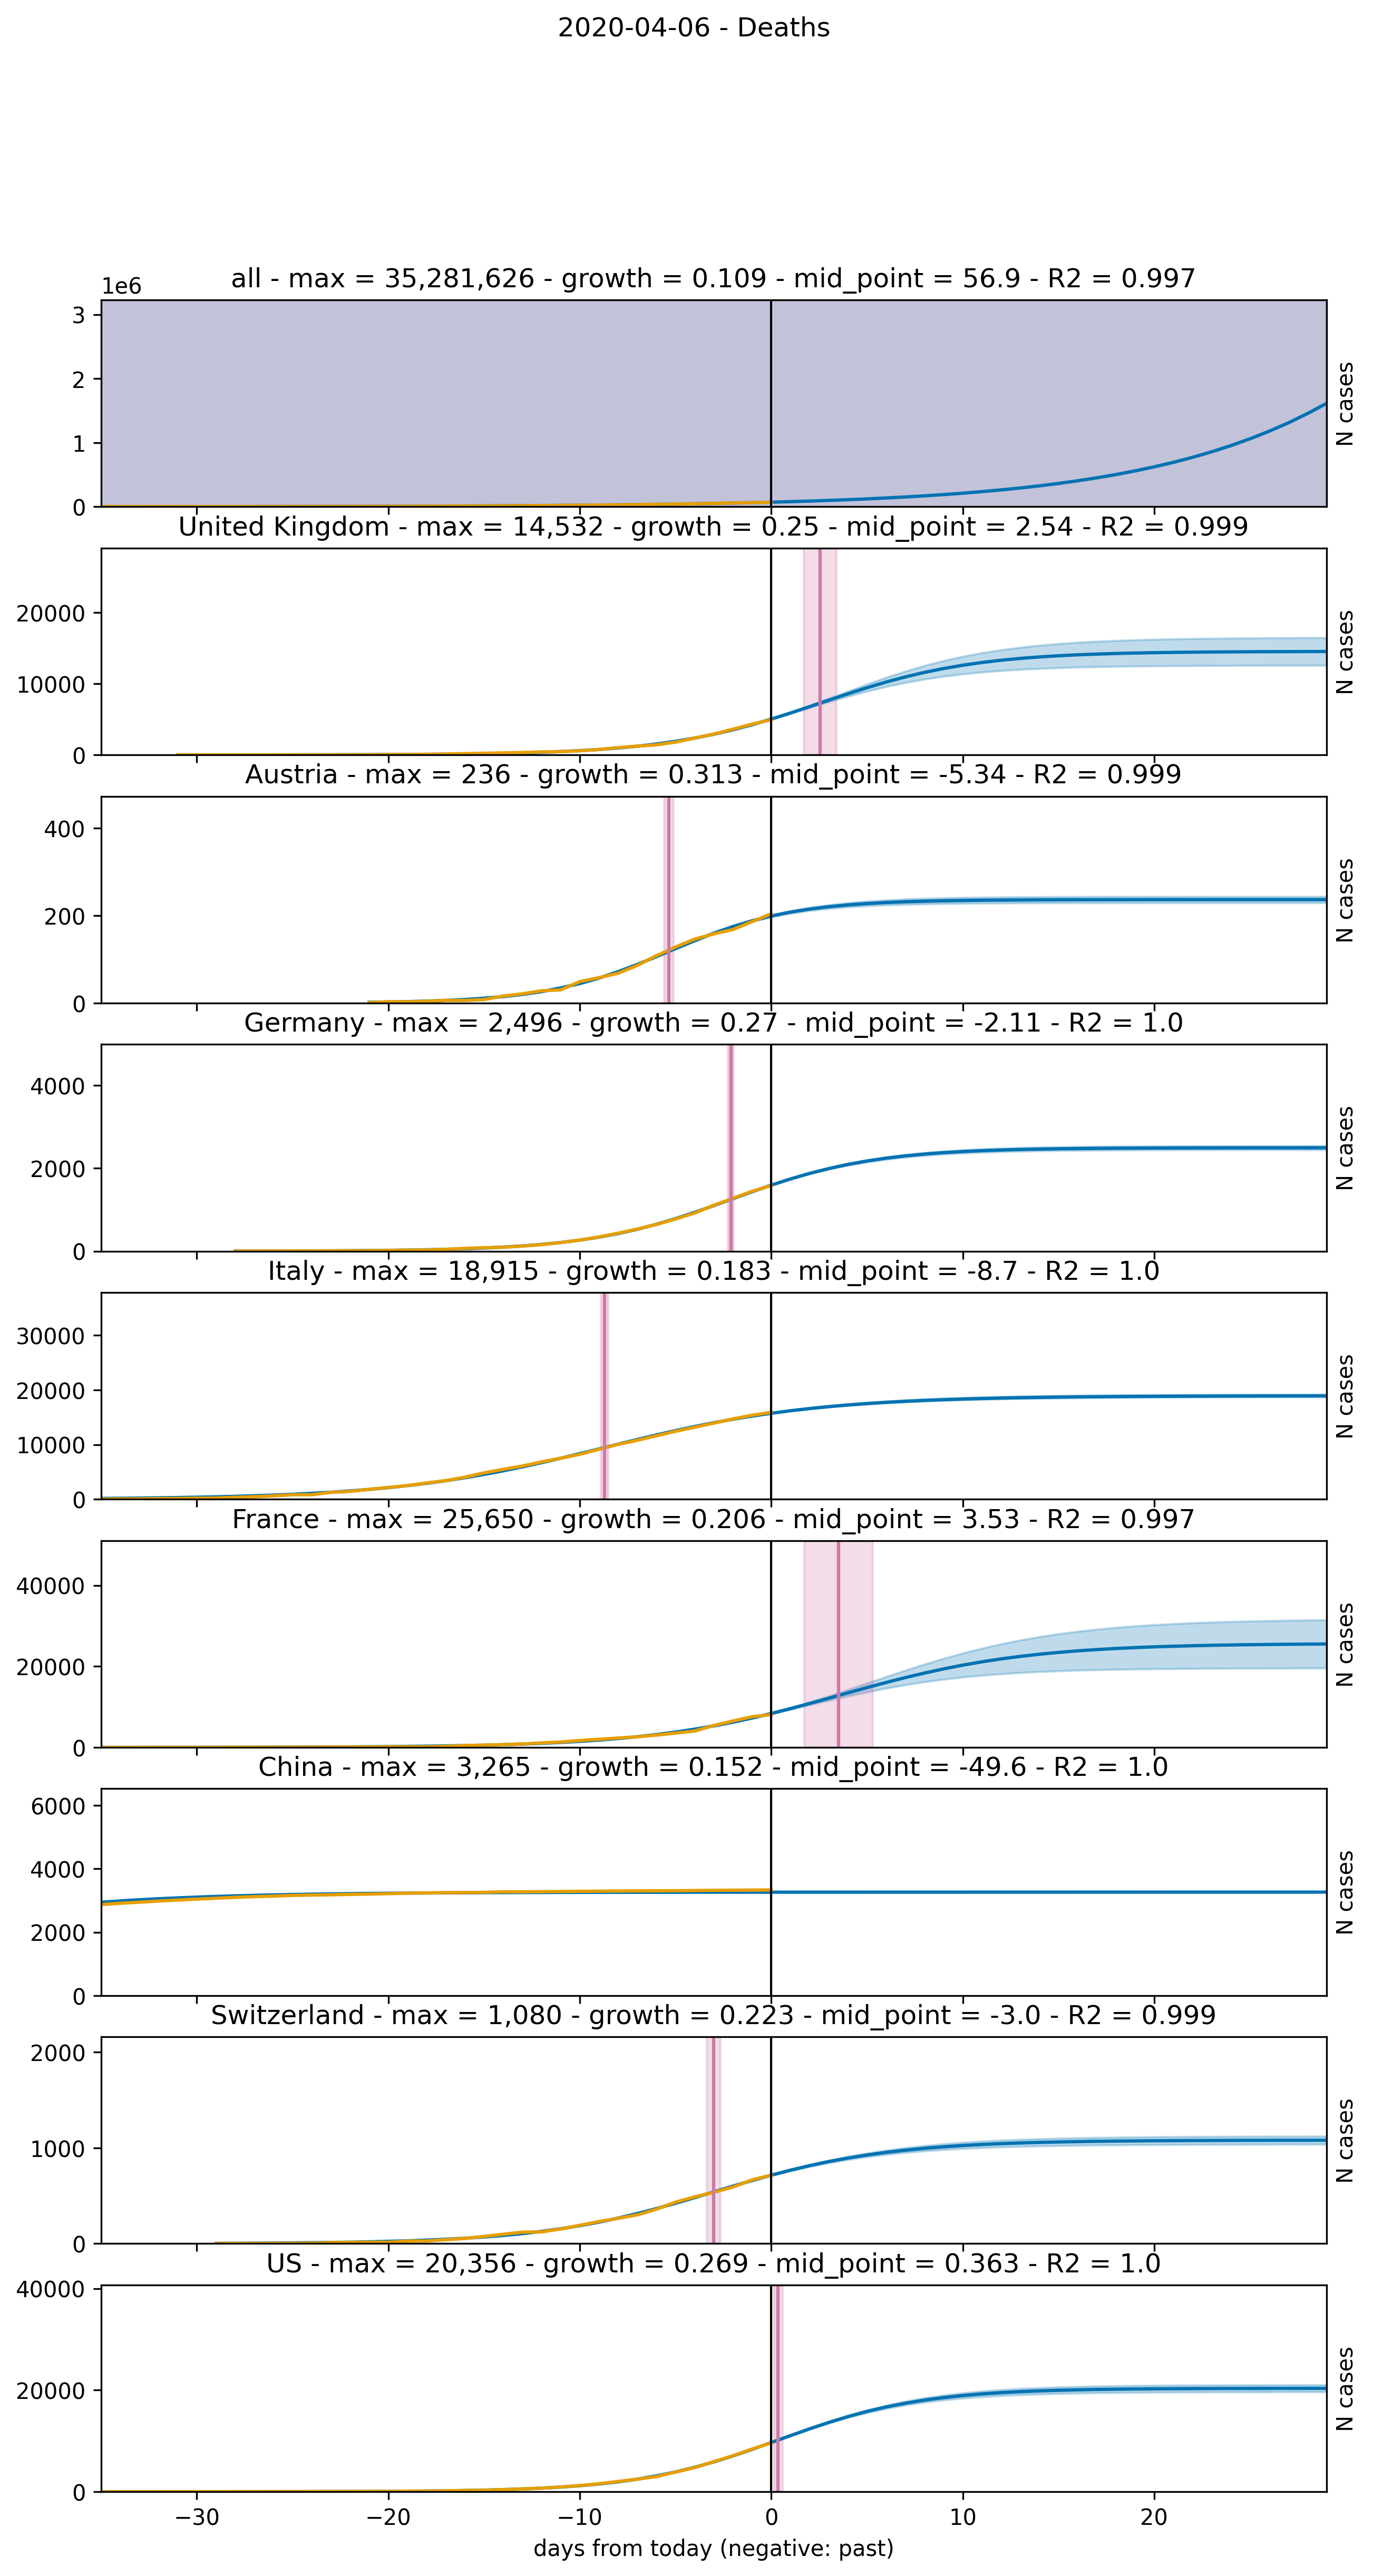 2020-04-06 - Deaths
all - max = 35,281,626 - growth = 0.109 - mid_point = 56.9 - R2 = 0.997
1e6
3
2
1
0
N cases
United Kingdom - max = 14,532 - growth = 0.25 - mid_point = 2.54 - R2 = 0.999
20000
10000
0
N cases
Austria - max = 236 - growth = 0.313 - mid_point = -5.34 - R2 = 0.999
400
200
0
N cases
Germany - max = 2,496 - growth = 0.27 - mid_point = -2.11 - R2 = 1.0
4000
2000
0
N cases
Italy - max = 18,915 - growth = 0.183 - mid_point = -8.7 - R2 = 1.0
30000
20000
10000
0
N cases
France - max = 25,650 - growth = 0.206 - mid_point = 3.53 - R2 = 0.997
40000
20000
0
N cases
China - max = 3,265 - growth = 0.152 - mid_point = -49.6 - R2 = 1.0
6000
4000
2000
0
N cases
Switzerland - max = 1,080 - growth = 0.223 - mid_point = -3.0 - R2 = 0.999
2000
1000
0
N cases
US - max = 20,356 - growth = 0.269 - mid_point = 0.363 - R2 = 1.0
40000
20000
0
N cases
−30 −20 −10 0 10 20
days from today (negative: past)